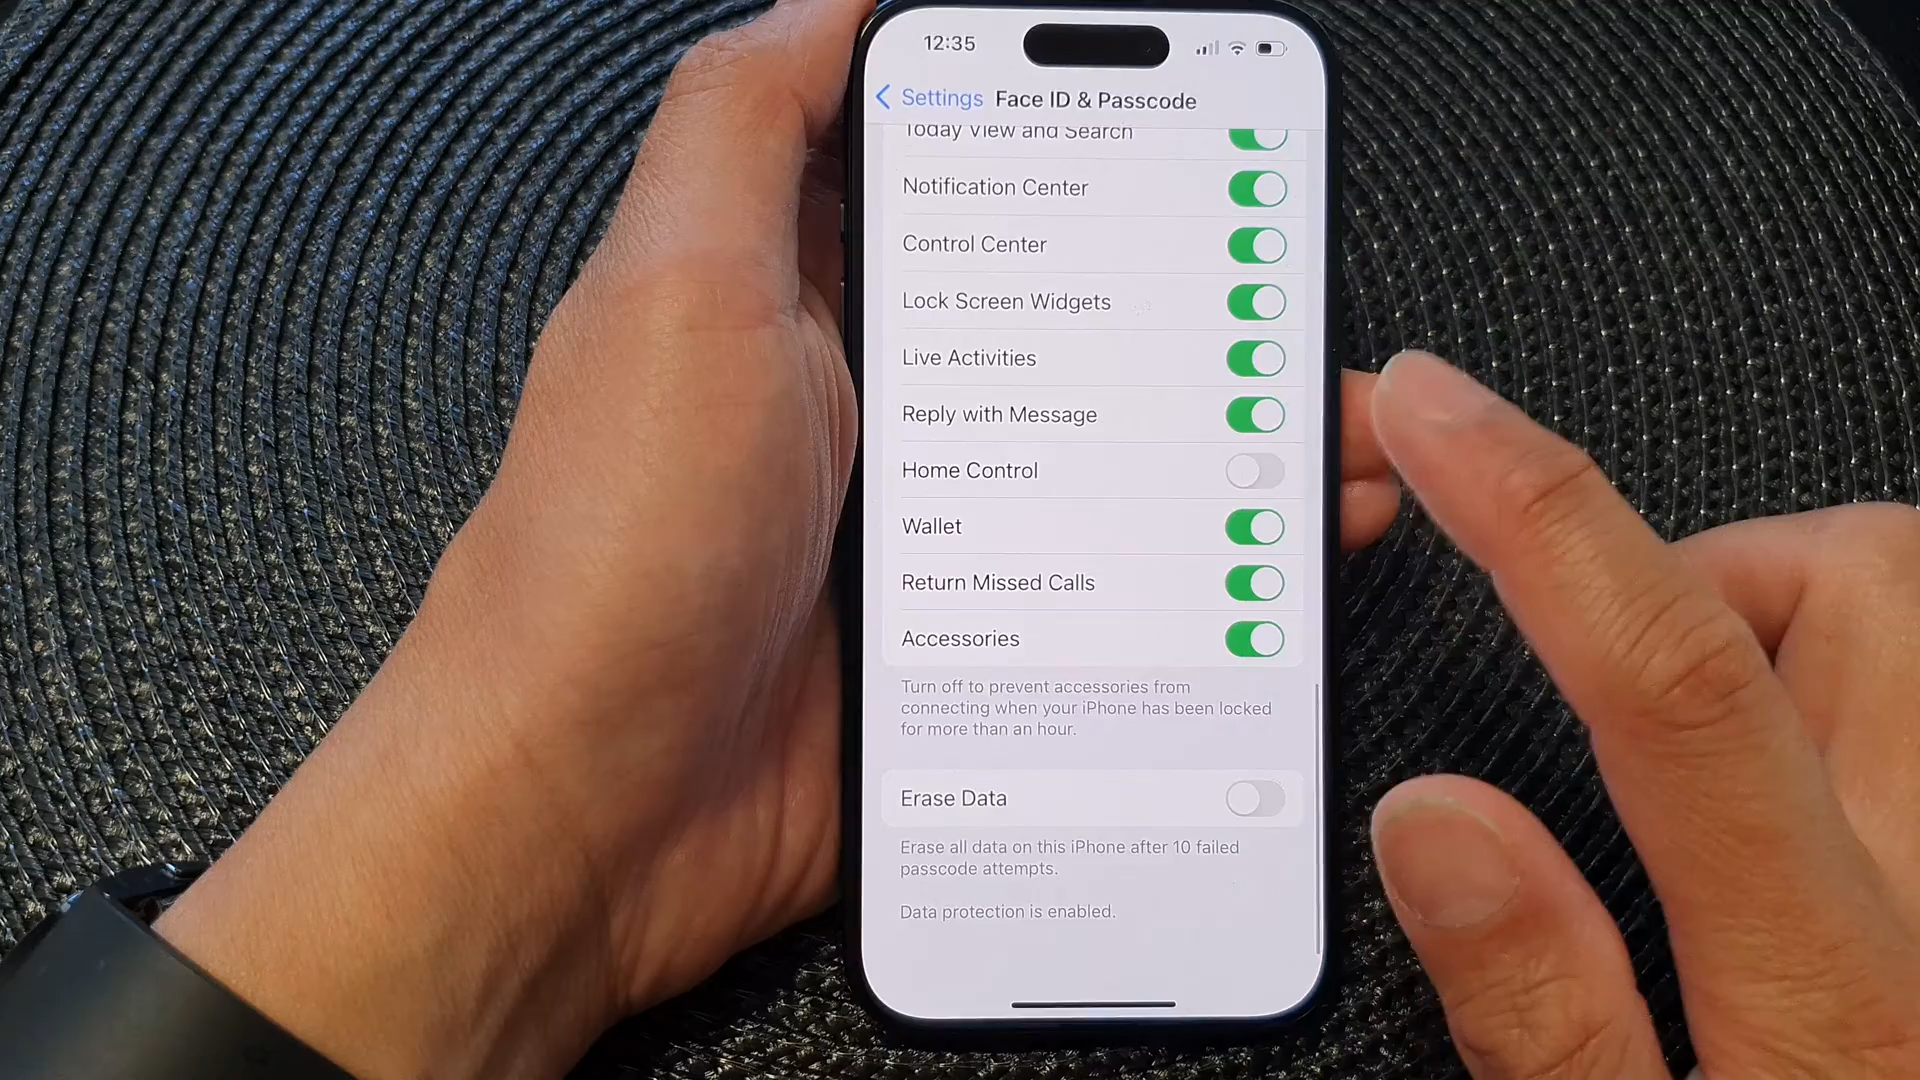 12:35
Settings Face ID & Passcode
Today View and Search
Notification Center
Control Center
Lock Screen Widgets
Live Activities
Reply with Message
Home Control
Wallet
Return Missed Calls
Accessories
Turn off to prevent accessories from
connecting when your iPhone has been locked
for more than an hour.
Erase Data
Erase all data on this iPhone after 10 failed
passcode attempts.
Data protection is enabled.